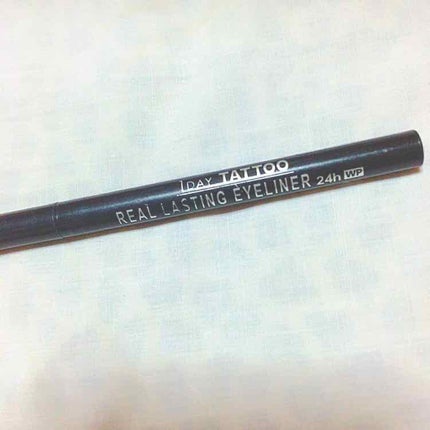 1DAY TATTOO
REAL LASTING EYELINER 24h WP